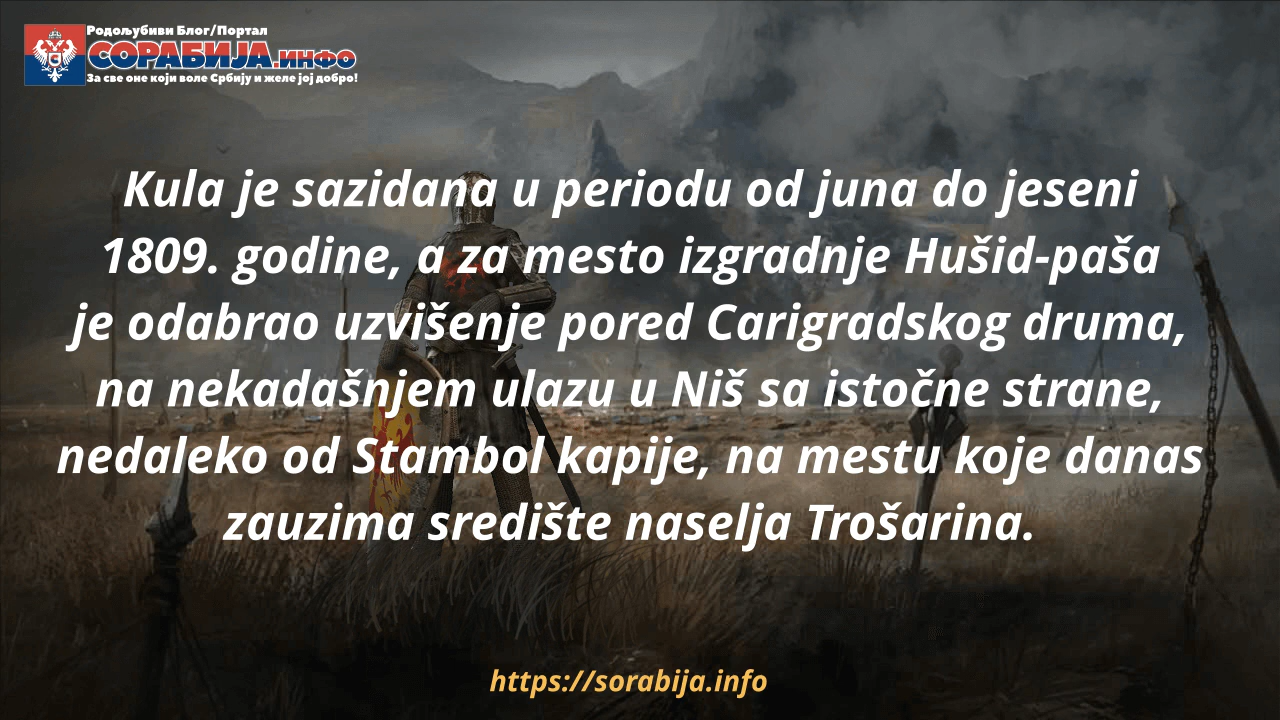 Родољубиви Блог/Портал
СОРАБИЈА.ИНФО
За све оне који воле Србију и желе јој добро!
Kula je sazidana u periodu od juna do jeseni
1809. godine, a za mesto izgradnje Hušid-paša
je odabrao uzvišenje pored Carigradskog druma,
na nekadašnjem ulazu u Niš sa istočne strane,
nedaleko od Stambol kapije, na mestu koje danas
zauzima središte naselja Trošarina.
https://sorabija.info